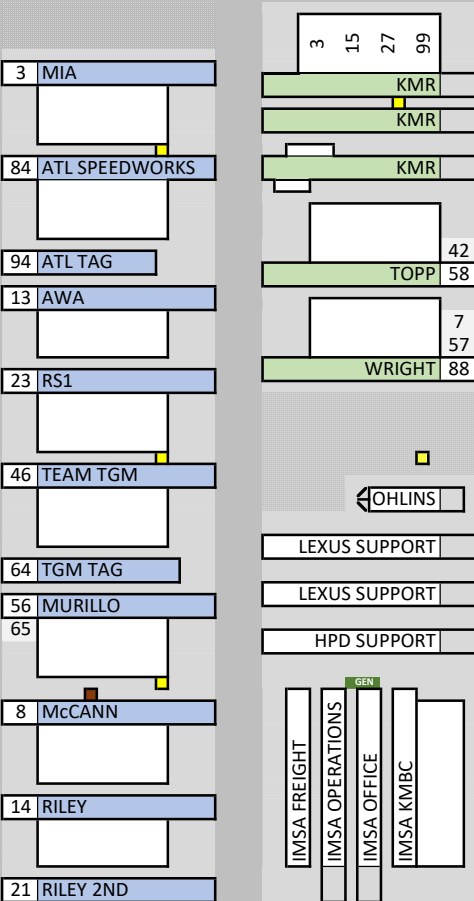 3 MIA
84 ATL SPEEDWORKS
94 ATL TAG
13 AWA
23 RS1
46 TEAM TGM
64 TGM TAG
56 MURILLO
65
8 McCANN
14 RILEY
21 RILEY 2ND
3
15
27
99
KMR
KMR
KMR
42
TOPP 58
7
57
WRIGHT 88
OHLINS
LEXUS SUPPORT
LEXUS SUPPORT
HPD SUPPORT
GEN
IMSA FREIGHT
IMSA OPERATIONS
IMSA OFFICE
IMSA KMBC